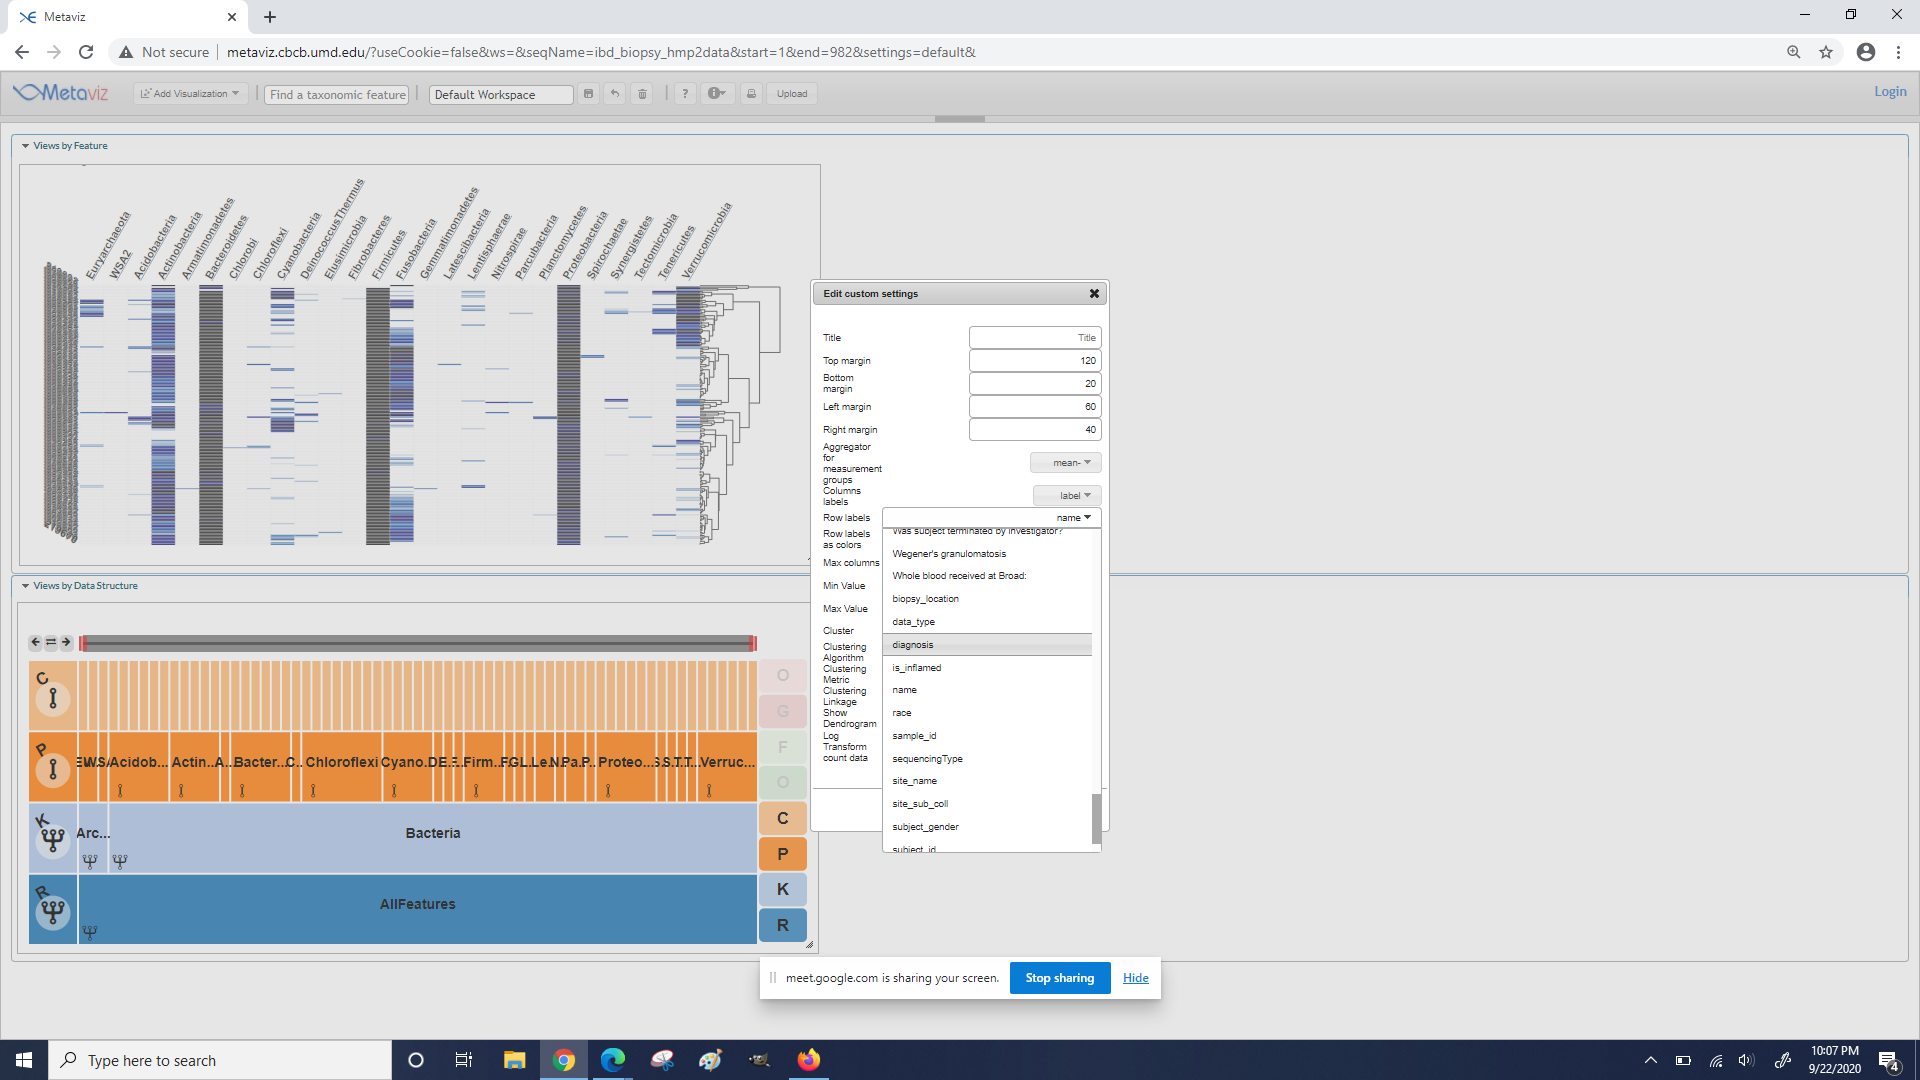 Metaviz
Not secure
metaviz.cbcb.umd.edu/?useCookie=false&ws=&seqName=ibd_biopsy_hmp2data&start=1&end=982&settings=default&
Metaviz
Add Visualization
Find a taxonomic feature
Default Workspace
?
Upload
Login
Views by Feature
Euryarchaeota
WSA2
Acidobacteria
Actinobacteria
Armatimonadetes
Bacteroidetes
Chlorobi
Chloroflexi
Cyanobacteria
DeinococcusThermus
Elusimicrobia
Fibrobacteres
Firmicutes
Fusobacteria
Gemmatimonadetes
Latescibacteria
Lentisphaerae
Nitrospirae
Parcubacteria
Planctomycetes
Proteobacteria
Spirochaetae
Synergistetes
Tectomicrobia
Tenericutes
Verrucomicrobia
Edit custom settings
Title
Title
Top margin
120
Bottom
margin
20
Left margin
60
Right margin
40
Aggregator
for
measurement
groups
mean-
Columns
labels
label
Row labels
name
Row labels
as colors
Max columns
Min Value
Max Value
Cluster
Clustering
Algorithm
Clustering
Metric
Clustering
Linkage
Show
Dendrogram
Log
Transform
count data
Was subject terminated by investigator?
Wegener's granulomatosis
Whole blood received at Broad:
biopsy_location
data_type
diagnosis
is_inflamed
name
race
sample_id
sequencingType
site_name
site_sub_coll
subject_gender
subject_id
Views by Data Structure
C
O
G
P
Acidob...
Actin...
A...
Bacter...
C...
Chloroflexi
Cyano...
Firm...
Le...
Pa...
P...
Proteo...
Verruc...
F
O
K
Arc...
Bacteria
C
P
R
AllFeatures
K
R
meet.google.com is sharing your screen.
Stop sharing
Hide
Type here to search
10:07 PM
9/22/2020
4